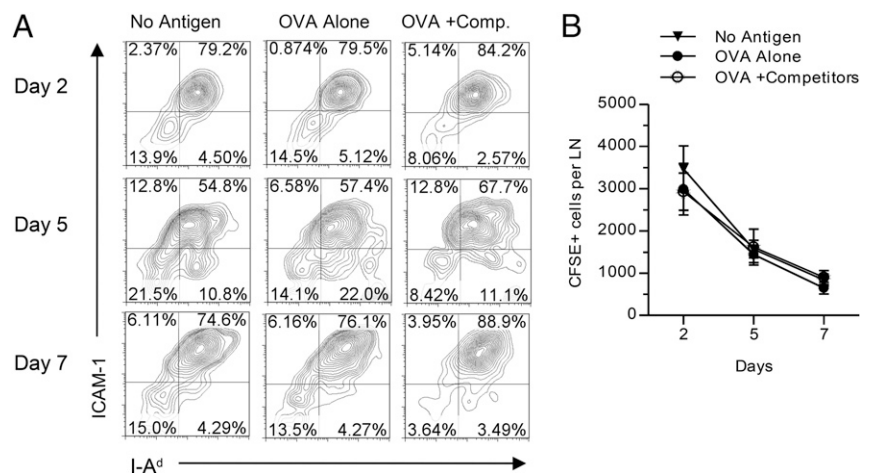 A
No Antigen OVA Alone OVA +Comp.
Day 2
2.37% 79.2% 0.874% 79.5% 5.14% 84.2%
13.9% 4.50% 14.5% 5.12% 8.06% 2.57%
Day 5
12.8% 54.8% 6.58% 57.4% 12.8% 67.7%
21.5% 10.8% 14.1% 22.0% 8.42% 11.1%
Day 7
6.11% 74.6% 6.16% 76.1% 3.95% 88.9%
15.0% 4.29% 13.5% 4.27% 3.64% 3.49%
ICAM-1
I-Aᵈ
B
No Antigen
OVA Alone
OVA +Competitors
CFSE+ cells per LN
5000
4000
3000
2000
1000
0
2 5 7
Days